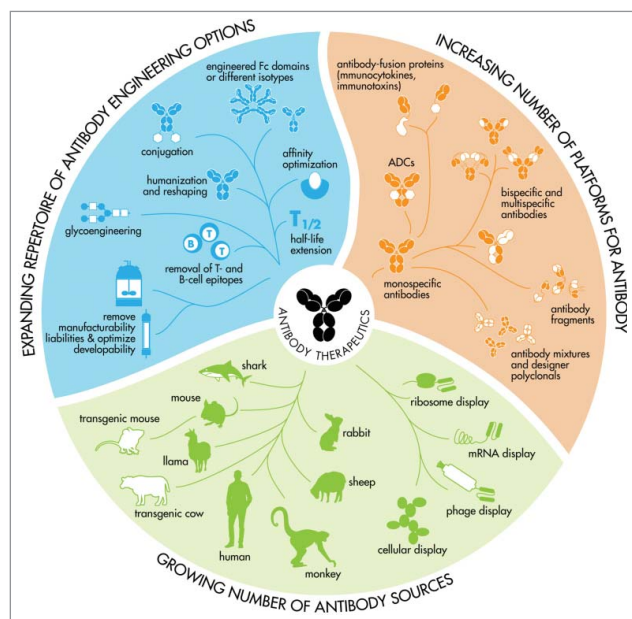 EXPANDING REPERTOIRE OF ANTIBODY ENGINEERING OPTIONS
engineered Fc domains
or different isotypes
conjugation
humanization
and reshaping
affinity
optimization
glycoengineering
T1/2
half-life
extension
B T T
removal of T- and
B-cell epitopes
remove
manufacturability
liabilities & optimize
developability
INCREASING NUMBER OF PLATFORMS FOR ANTIBODY
antibody-fusion proteins
(mmunocytokines,
immunotoxins)
ADCs
bispecific and
multispecific
antibodies
monospecific
antibodies
antibody
fragments
antibody mixtures
and designer
polyclonals
ANTIBODY THERAPEUTICS
shark
mouse
transgenic mouse
llama
transgenic cow
human
monkey
rabbit
sheep
ribosome display
mRNA display
phage display
cellular display
GROWING NUMBER OF ANTIBODY SOURCES